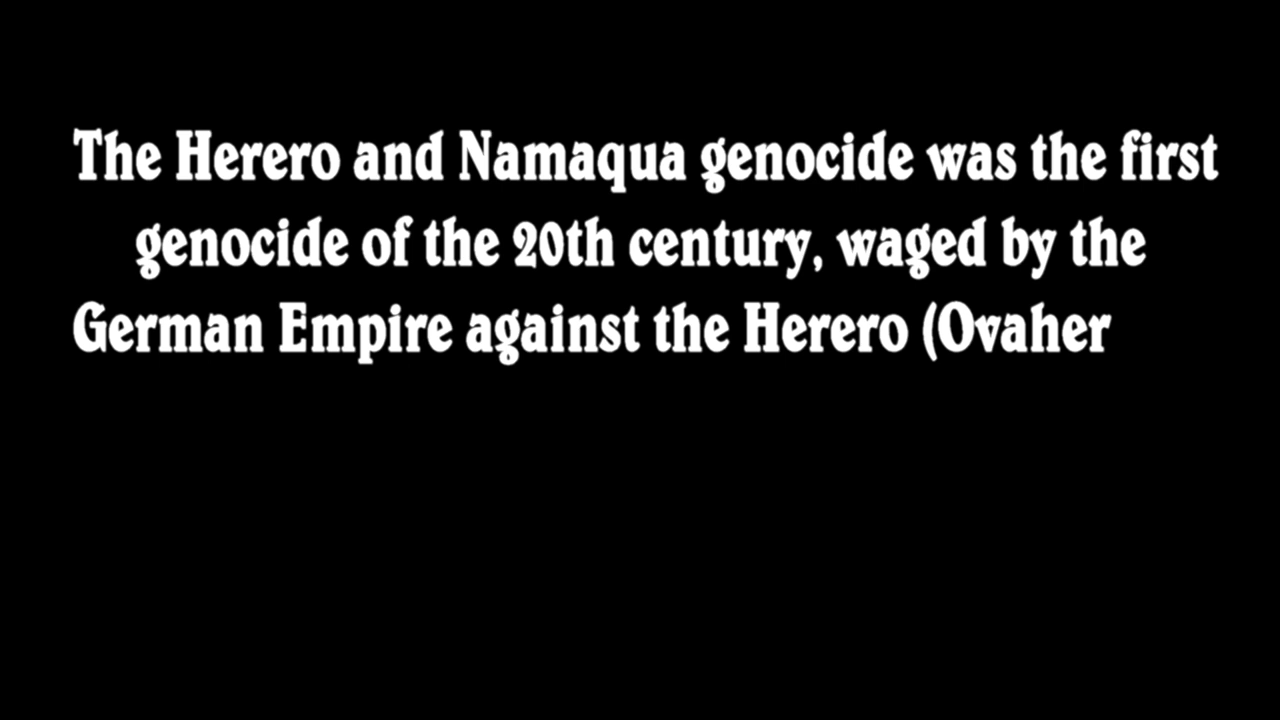 The Herero and Namaqua genocide was the first
genocide of the 20th century, waged by the
German Empire against the Herero (Ovaher